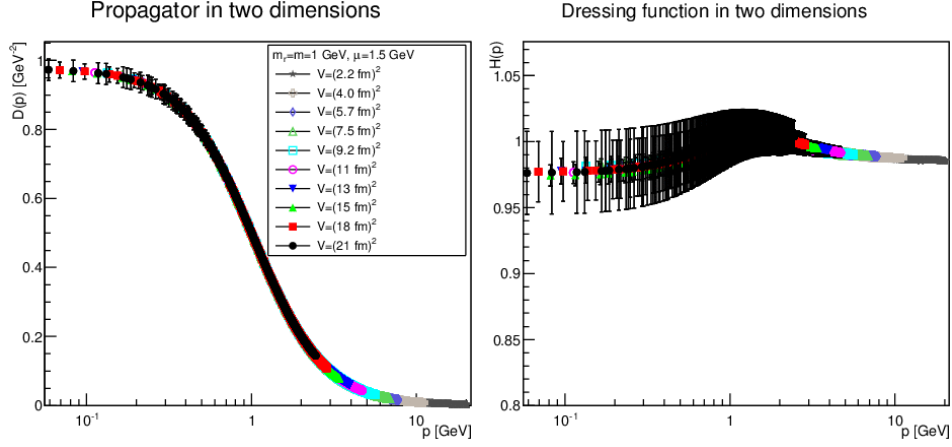 Propagator in two dimensions
D(p) [GeV⁻²]
1
0.8
0.6
0.4
0.2
0
m_r=m=1 GeV, μ=1.5 GeV
V=(2.2 fm)²
V=(4.0 fm)²
V=(5.7 fm)²
V=(7.5 fm)²
V=(9.2 fm)²
V=(11 fm)²
V=(13 fm)²
V=(15 fm)²
V=(18 fm)²
V=(21 fm)²
10⁻¹ 1 10
p [GeV]
Dressing function in two dimensions
H(p)
1.05
1
0.95
0.9
0.85
0.8
10⁻¹ 1 10
p [GeV]